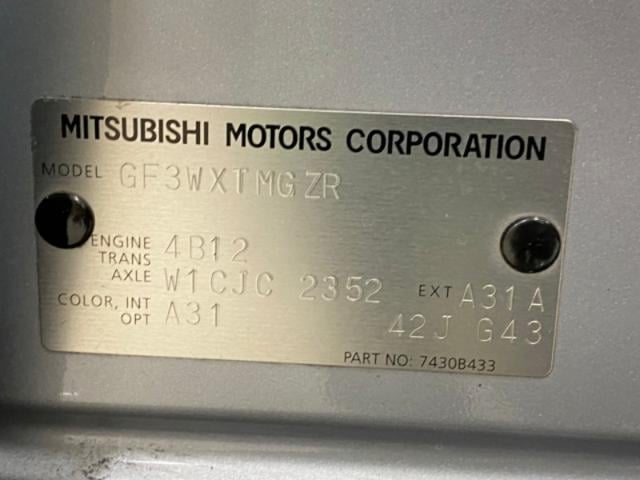 MITSUBISHI MOTORS CORPORATION
MODEL GF3WXTMGZR
ENGINE 4B12
TRANS
AXLE W1CJC 2352 EXT A31A
COLOR, INT A31
OPT 42J G43
PART NO: 7430B433